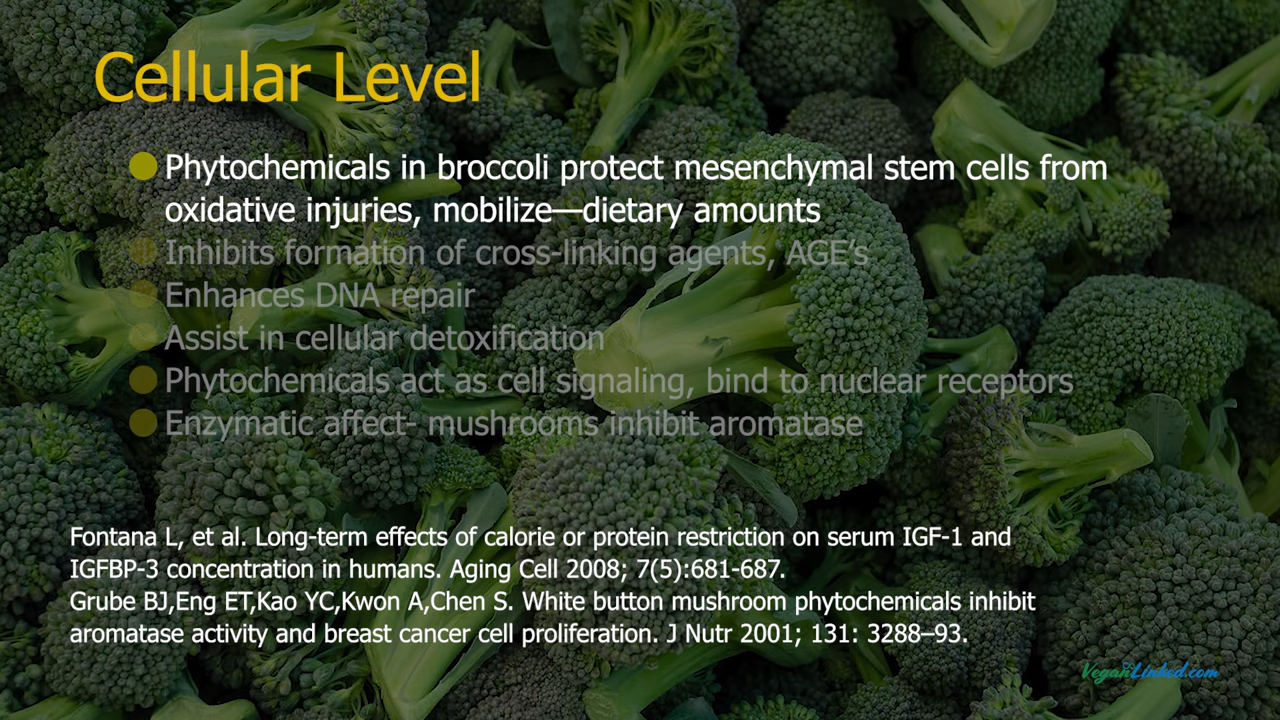 Cellular Level
Phytochemicals in broccoli protect mesenchymal stem cells from
oxidative injuries, mobilize—dietary amounts
Inhibits formation of cross-linking agents, AGE's
Enhances DNA repair
Assist in cellular detoxification
Phytochemicals act as cell signaling, bind to nuclear receptors
Enzymatic affect- mushrooms inhibit aromatase
Fontana L, et al. Long-term effects of calorie or protein restriction on serum IGF-1 and
IGFBP-3 concentration in humans. Aging Cell 2008; 7(5):681-687.
Grube BJ,Eng ET,Kao YC,Kwon A,Chen S. White button mushroom phytochemicals inhibit
aromatase activity and breast cancer cell proliferation. J Nutr 2001; 131: 3288–93.
VeganLinked.com